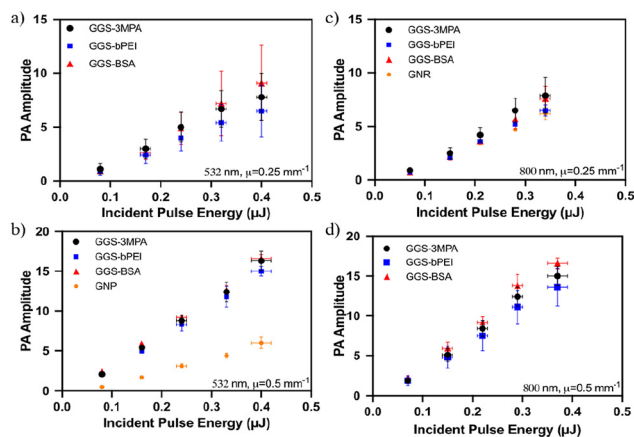 a)
GGS-3MPA
GGS-bPEI
GGS-BSA
PA Amplitude
15
10
5
0
532 nm, μ=0.25 mm⁻¹
0.0 0.1 0.2 0.3 0.4 0.5
Incident Pulse Energy (μJ)
c)
GGS-3MPA
GGS-bPEI
GGS-BSA
GNR
PA Amplitude
15
10
5
0
800 nm, μ=0.25 mm⁻¹
0.0 0.1 0.2 0.3 0.4 0.5
Incident Pulse Energy (μJ)
b)
GGS-3MPA
GGS-bPEI
GGS-BSA
GNP
PA Amplitude
20
15
10
5
0
532 nm, μ=0.5 mm⁻¹
0.0 0.1 0.2 0.3 0.4 0.5
Incident Pulse Energy (μJ)
d)
GGS-3MPA
GGS-bPEI
GGS-BSA
PA Amplitude
20
15
10
5
0
800 nm, μ=0.5 mm⁻¹
0.0 0.1 0.2 0.3 0.4 0.5
Incident Pulse Energy (μJ)